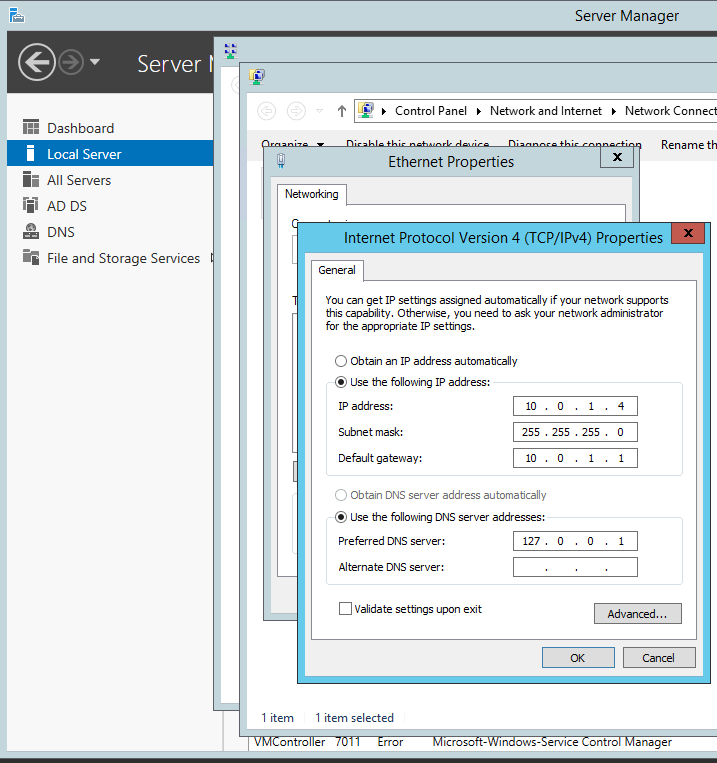 Server Manager
Server M
Control Panel Network and Internet Network Connect
Organize Disable this network device Diagnose this connection Rename th
Dashboard
Local Server
All Servers
AD DS
DNS
File and Storage Services
Ethernet Properties
x
Networking
Internet Protocol Version 4 (TCP/IPv4) Properties
x
General
You can get IP settings assigned automatically if your network supports
this capability. Otherwise, you need to ask your network administrator
for the appropriate IP settings.
Obtain an IP address automatically
Use the following IP address:
IP address: 10 . 0 . 1 . 4
Subnet mask: 255 . 255 . 255 . 0
Default gateway: 10 . 0 . 1 . 1
Obtain DNS server address automatically
Use the following DNS server addresses:
Preferred DNS server: 127 . 0 . 0 . 1
Alternate DNS server: . . .
Validate settings upon exit
Advanced...
OK Cancel
1 item 1 item selected
VMController 7011 Error Microsoft-Windows-Service Control Manager